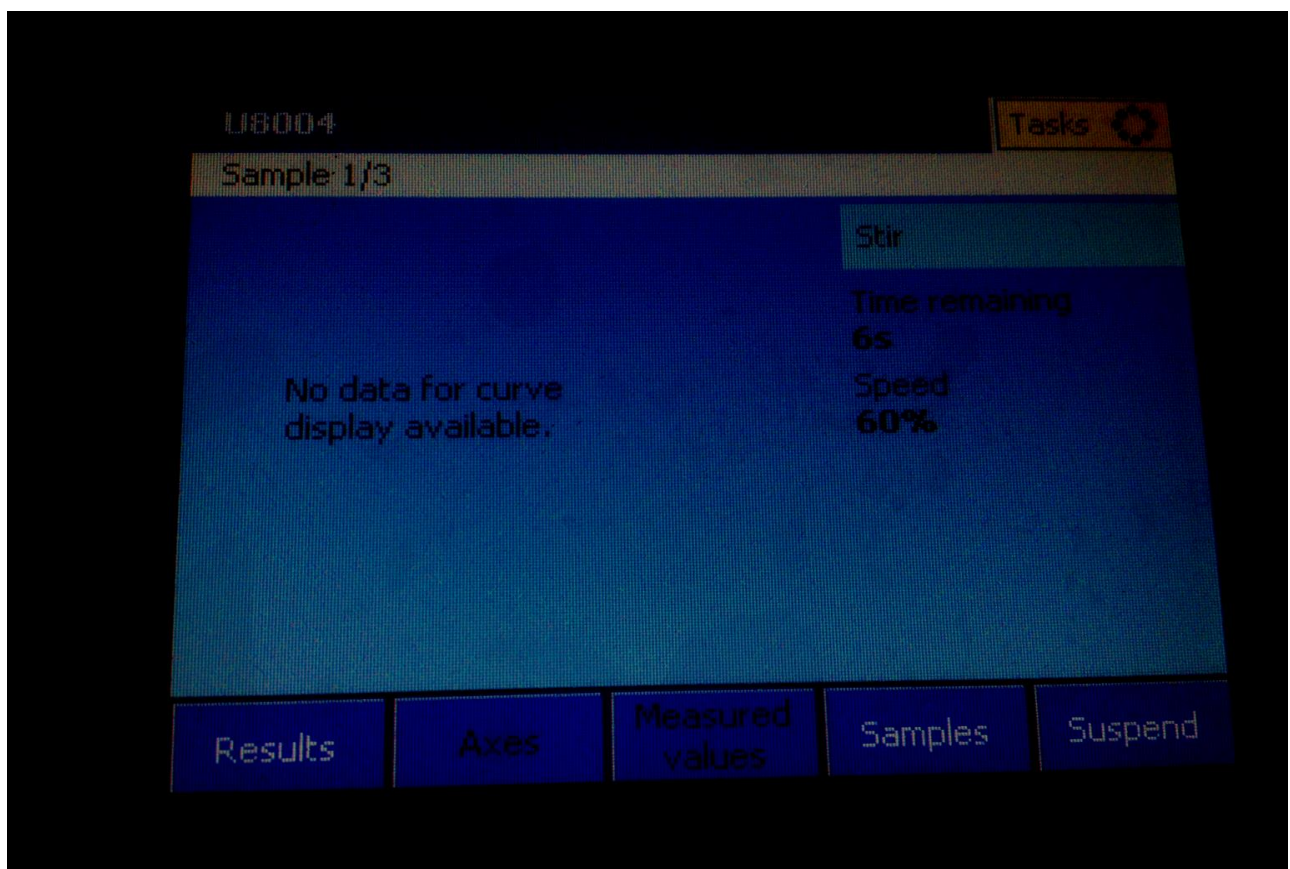 U8004
Tasks
Sample 1/3
Stir
Time remaining
6s
No data for curve
display available.
Speed
60%
Results
Axes
Measured
values
Samples
Suspend